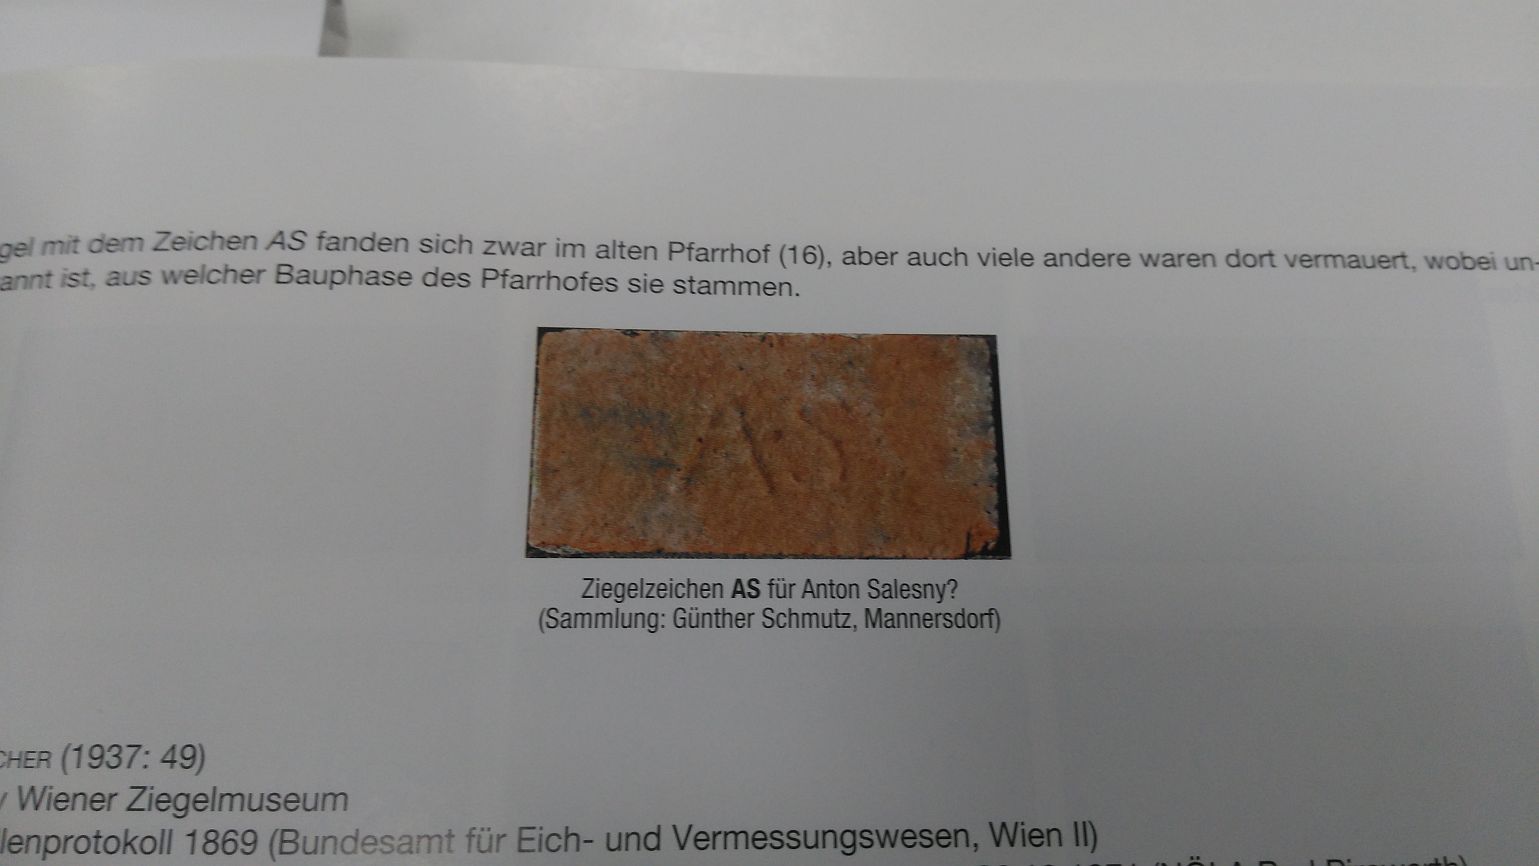 gel mit dem Zeichen AS fanden sich zwar im alten Pfarrhof (16), aber auch viele andere waren dort vermauert, wobei un-
annt ist, aus welcher Bauphase des Pfarrhofes sie stammen.
AS
Ziegelzeichen AS für Anton Salesny?
(Sammlung: Günther Schmutz, Mannersdorf)
CHER (1937: 49)
Wiener Ziegelmuseum
lenprotokoll 1869 (Bundesamt für Eich- und Vermessungswesen, Wien II)